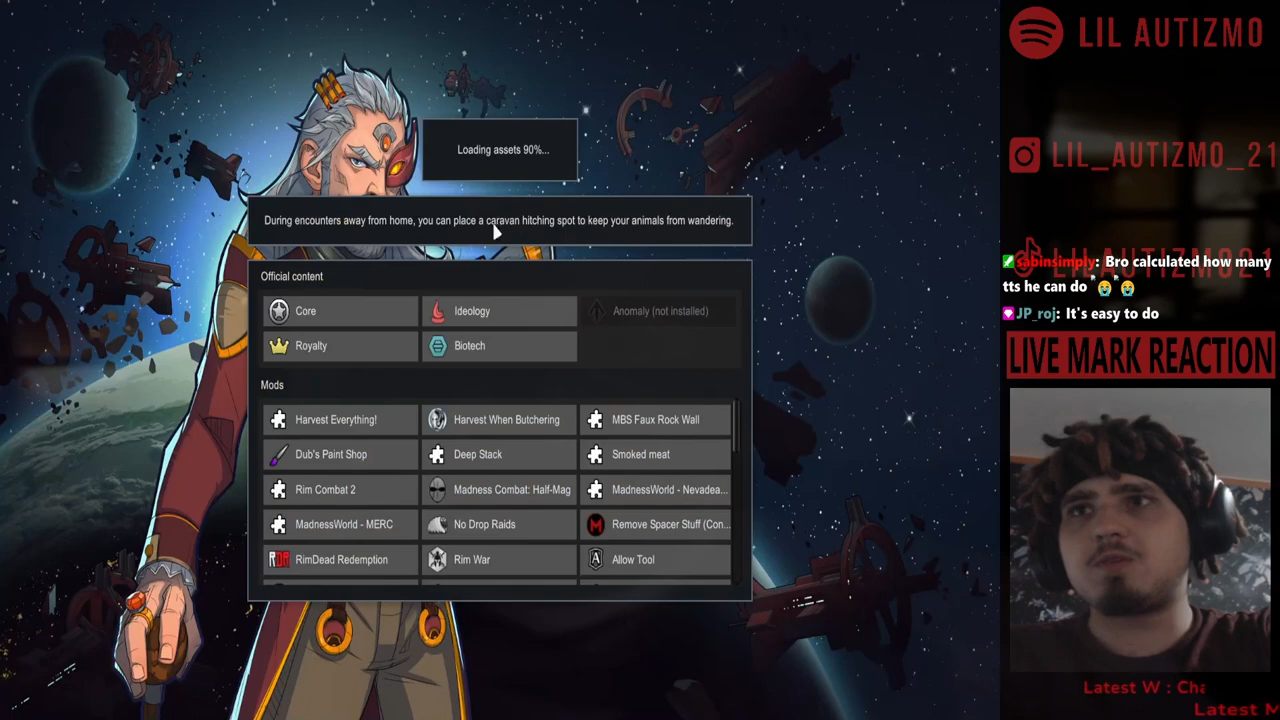 Loading assets 90%...
During encounters away from home, you can place a caravan hitching spot to keep your animals from wandering.
Official content
Core
Ideology
Anomaly (not installed)
Royalty
Biotech
Mods
Harvest Everything!
Harvest When Butchering
MBS Faux Rock Wall
Dub's Paint Shop
Deep Stack
Smoked meat
Rim Combat 2
Madness Combat: Half-Mag
MadnessWorld - Nevadea...
MadnessWorld - MERC
No Drop Raids
M
Remove Spacer Stuff (Con...
RDR
RimDead Redemption
Rim War
A
Allow Tool
LIL AUTIZMO
LIL_AUTIZMO_21
LIL_AUTIZMO21
sabinsimply: Bro calculated how many
tts he can do
JP_roj: It's easy to do
LIVE MARK REACTION
Latest W : Cha
Latest M